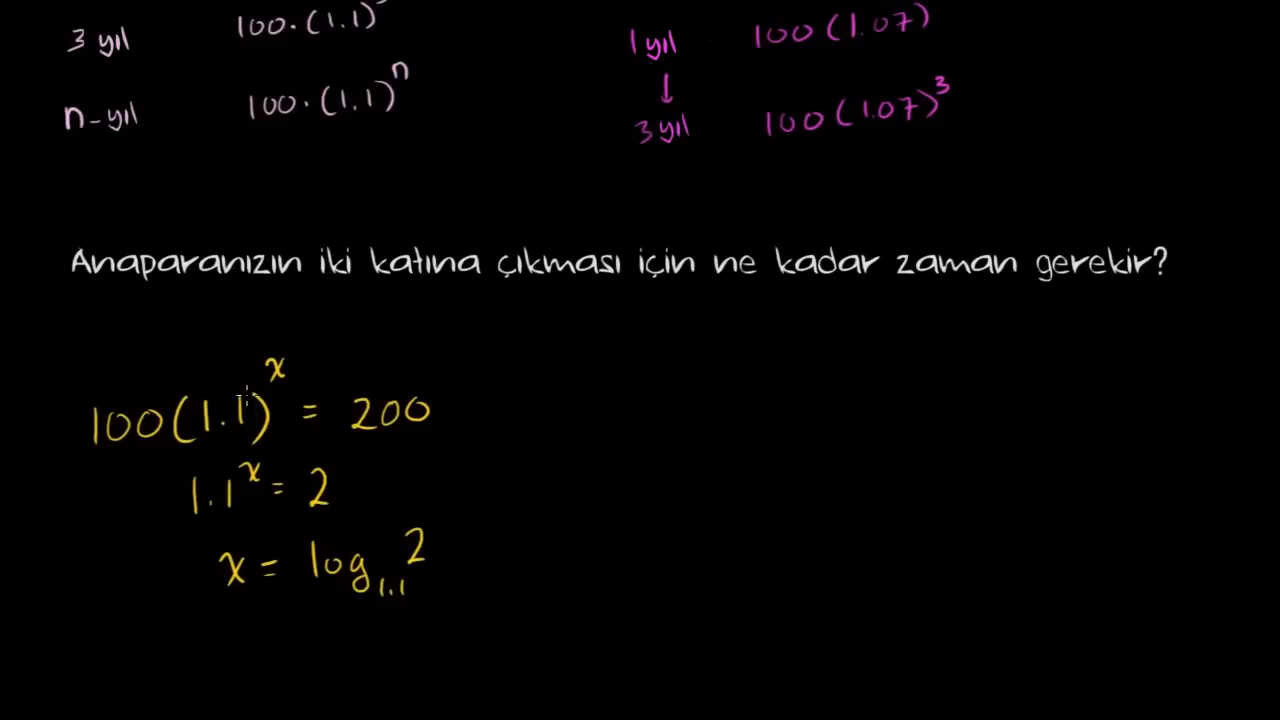 3 yıl 100·(1.1)
n-yıl 100·(1.1)^n
1 yıl 100(1.07)
↓
3 yıl 100(1.07)^3
Anaparanızın iki katına çıkması için ne kadar zaman gerekir?
100(1.1)^x = 200
1.1^x = 2
x = log_1.1 2